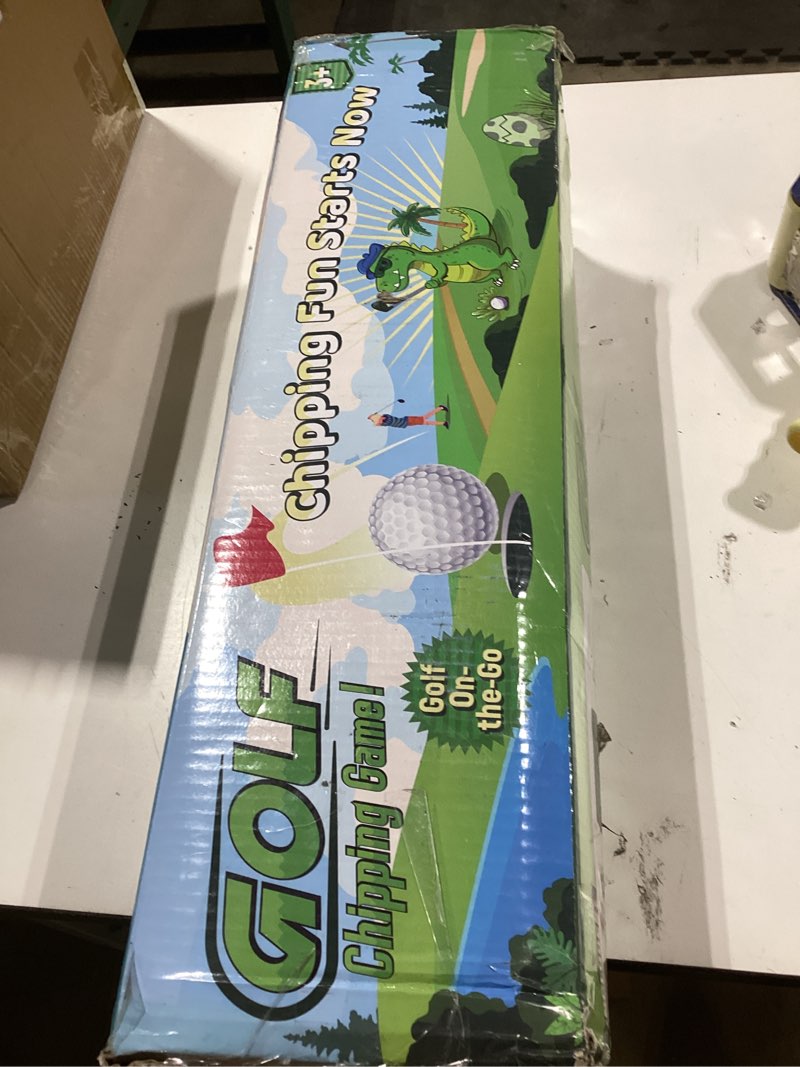 GOLF
Chipping Game!
Golf
On-
the-Go
Chipping Fun Starts Now
3+